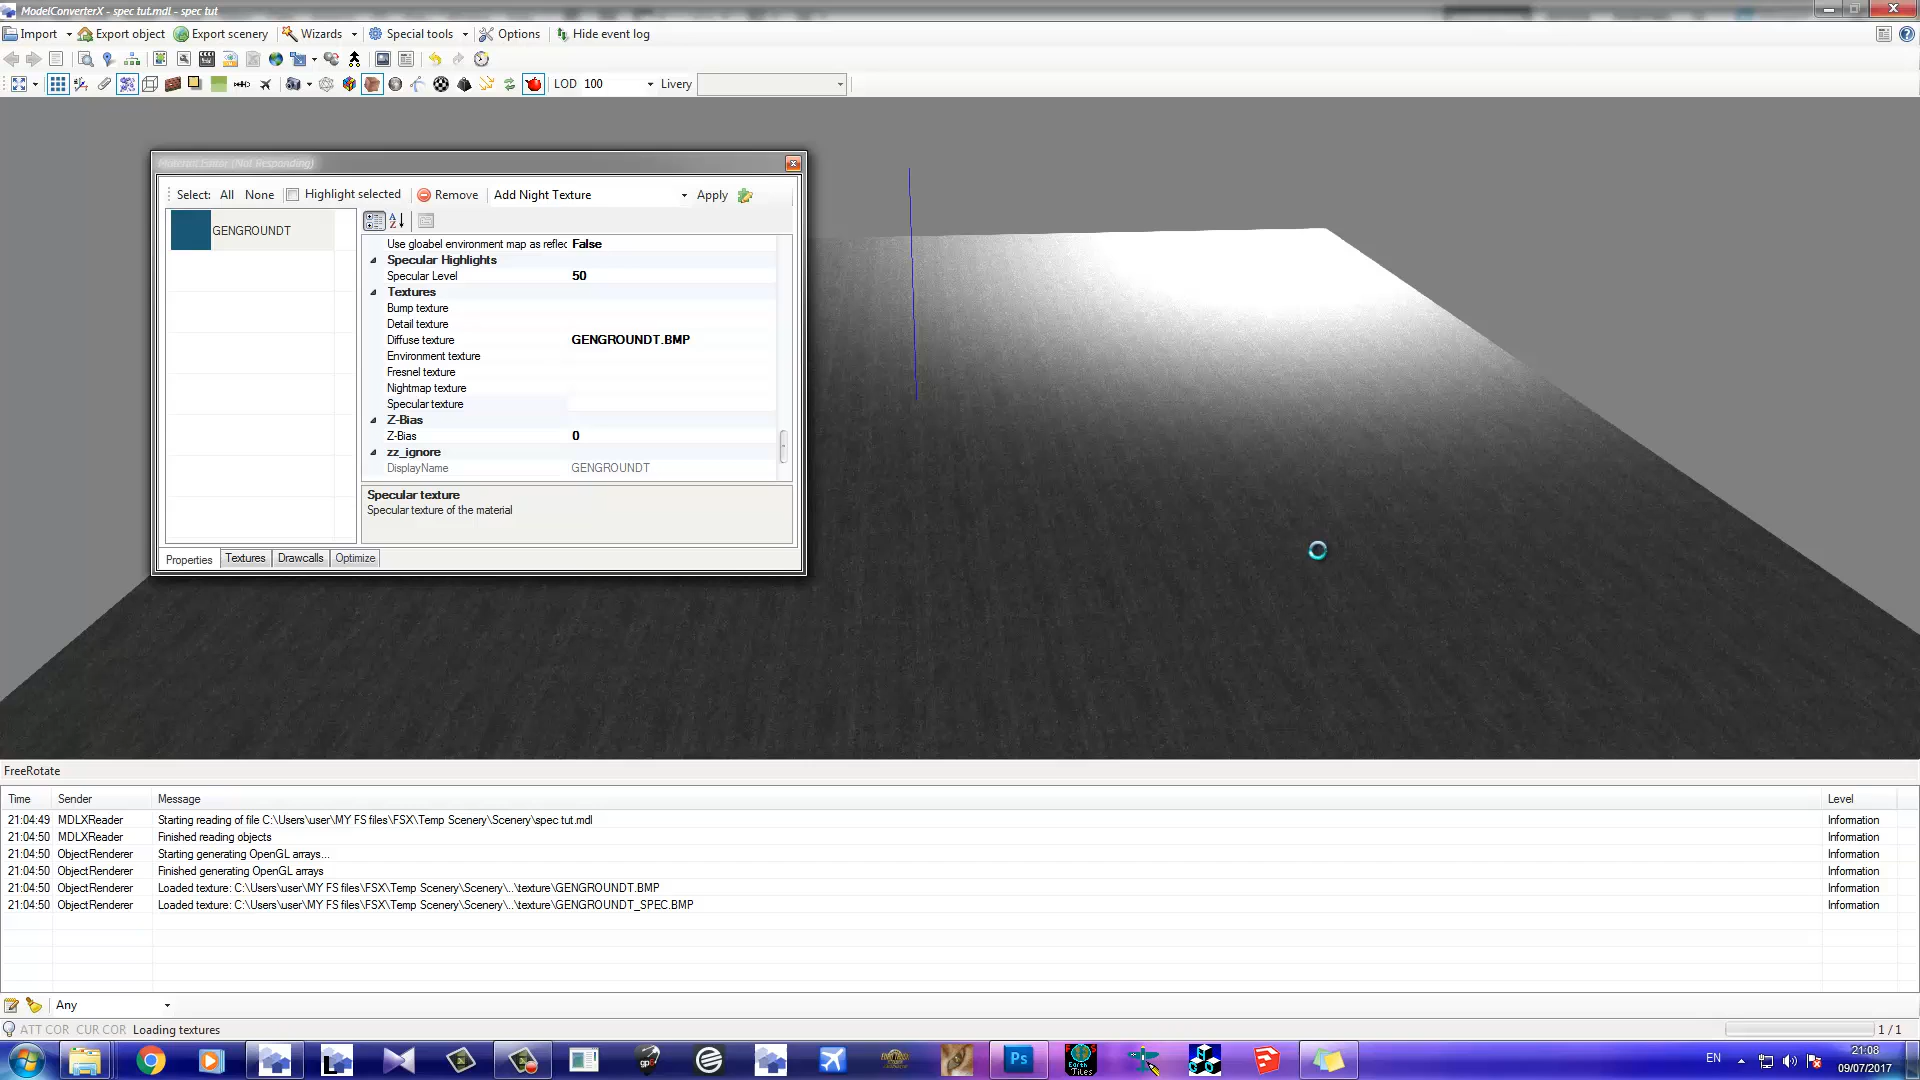 ModelConverterX - spec tut.mdl - spec tut
Import Export object Export scenery Wizards Special tools Options Hide event log
LOD 100 Livery
Material Editor (Not Responding)
Select: All None Highlight selected Remove Add Night Texture Apply
GENGROUNDT
Use gloabel environment map as reflec False
Specular Highlights
Specular Level 50
Textures
Bump texture
Detail texture
Diffuse texture GENGROUNDT.BMP
Environment texture
Fresnel texture
Nightmap texture
Specular texture
Z-Bias
Z-Bias 0
zz_ignore
DisplayName GENGROUNDT
Specular texture
Specular texture of the material
Properties Textures Drawcalls Optimize
FreeRotate
Time Sender Message Level
21:04:49 MDLXReader Starting reading of file C:\Users\user\MY FS files\FSX\Temp Scenery\Scenery\spec tut.mdl Information
21:04:50 MDLXReader Finished reading objects Information
21:04:50 ObjectRenderer Starting generating OpenGL arrays... Information
21:04:50 ObjectRenderer Finished generating OpenGL arrays Information
21:04:50 ObjectRenderer Loaded texture: C:\Users\user\MY FS files\FSX\Temp Scenery\Scenery\..\texture\GENGROUNDT.BMP Information
21:04:50 ObjectRenderer Loaded texture: C:\Users\user\MY FS files\FSX\Temp Scenery\Scenery\..\texture\GENGROUNDT_SPEC.BMP Information
Any
ATT COR CUR COR Loading textures 1 / 1
L gp Ps Earth Tiles EN 21:08
09/07/2017